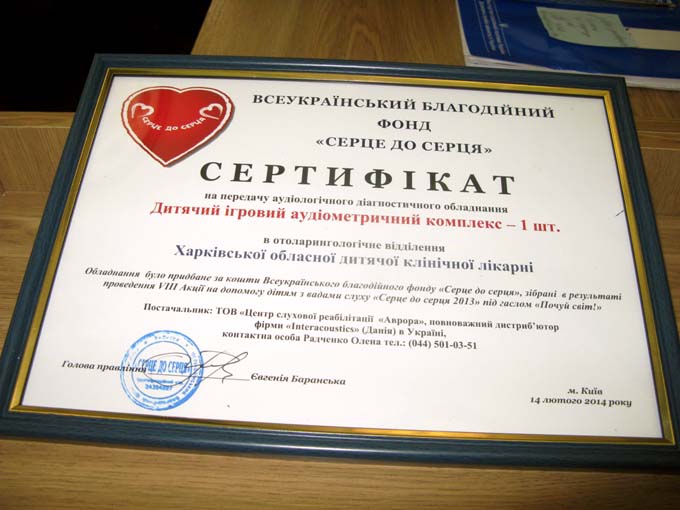 СЕРЦЕ ДО СЕРЦЯ
ВСЕУКРАЇНСЬКИЙ БЛАГОДІЙНИЙ
ФОНД
«СЕРЦЕ ДО СЕРЦЯ»
СЕРТИФІКАТ
на передачу аудіологічного діагностичного обладнання
Дитячий ігровий аудіометричний комплекс – 1 шт.
в отоларингологічне відділення
Харківської обласної дитячої клінічної лікарні
Обладнання було придбане за кошти Всеукраїнського благодійного фонду «Серце до серця», зібрані в результаті
проведення VIII Акції на допомогу дітям з вадами слуху «Серце до серця 2013» під гаслом «Почуй світ!»
Постачальник: ТОВ «Центр слухової реабілітації «Аврора», повноважний дистриб'ютор
фірми «Interacoustics» (Данія) в Україні,
контактна особа Радченко Олена тел.: (044) 501-03-51
Голова правління
СЕРЦЕ ДО СЕРЦЯ
Євгенія Баранська
м. Київ
14 лютого 2014 року